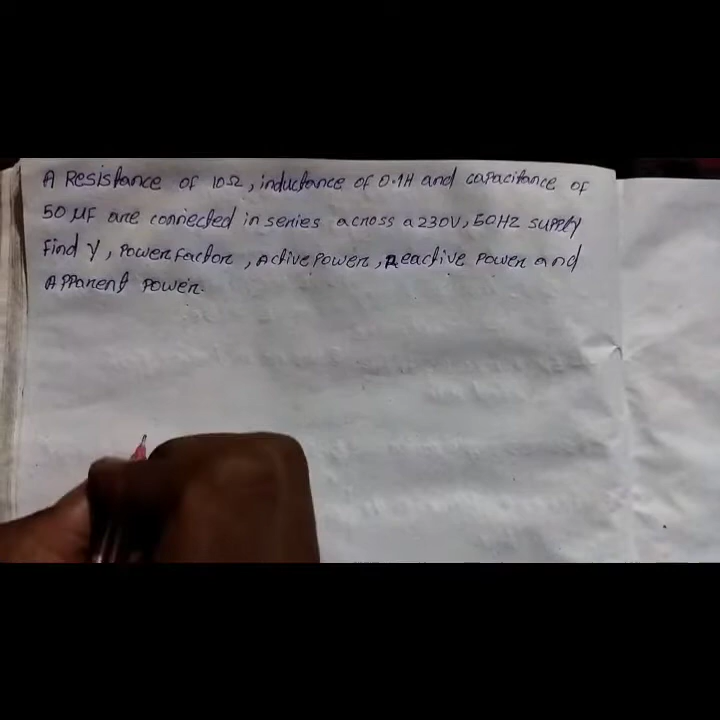 A Resistance of 10Ω, inductance of 0.1H and capacitance of
50 μF are connected in series across a 230V, 50HZ supply
find Y, Power factor, Active power, Reactive power and
Apparent power.